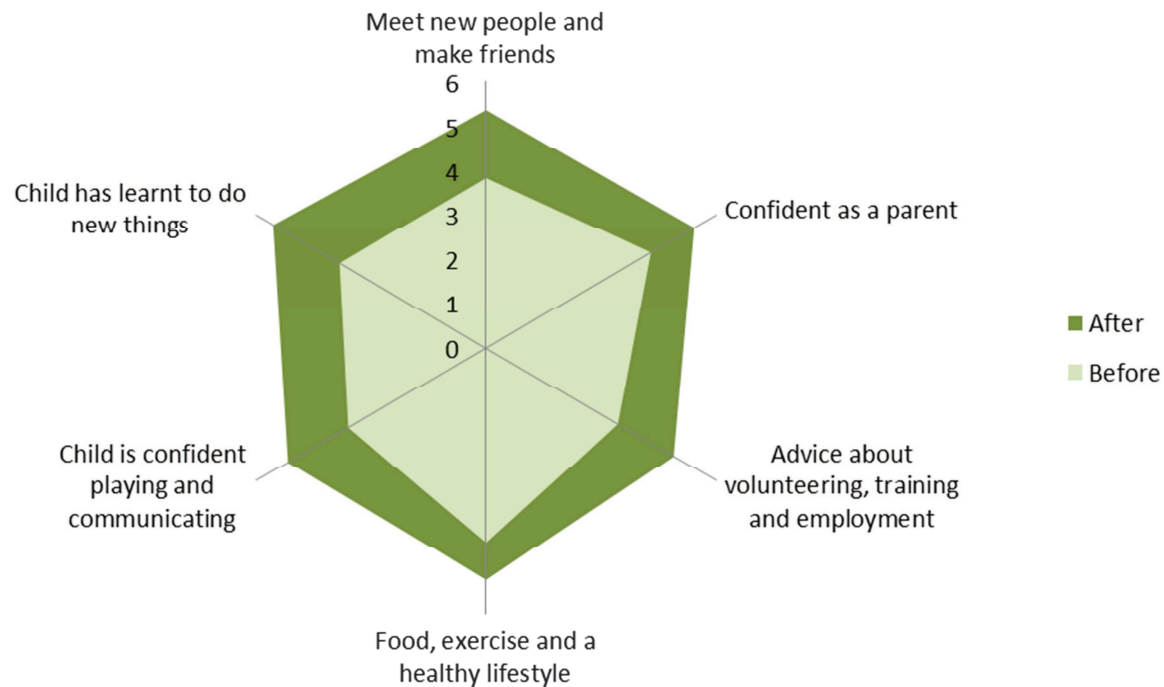 Meet new people and
make friends
6
5
4
3
2
1
0
Child has learnt to do
new things
Confident as a parent
After
Before
Child is confident
playing and
communicating
Advice about
volunteering, training
and employment
Food, exercise and a
healthy lifestyle